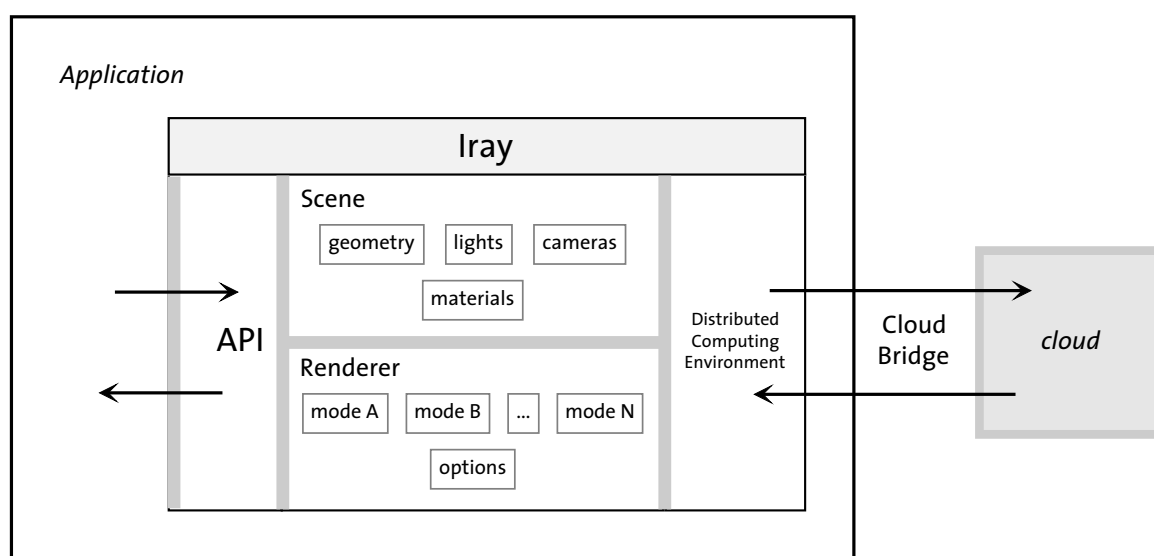 Application
Iray
Scene
geometry
lights
cameras
materials
API
Distributed
Computing
Environment
Renderer
mode A
mode B
...
mode N
options
Cloud
Bridge
cloud